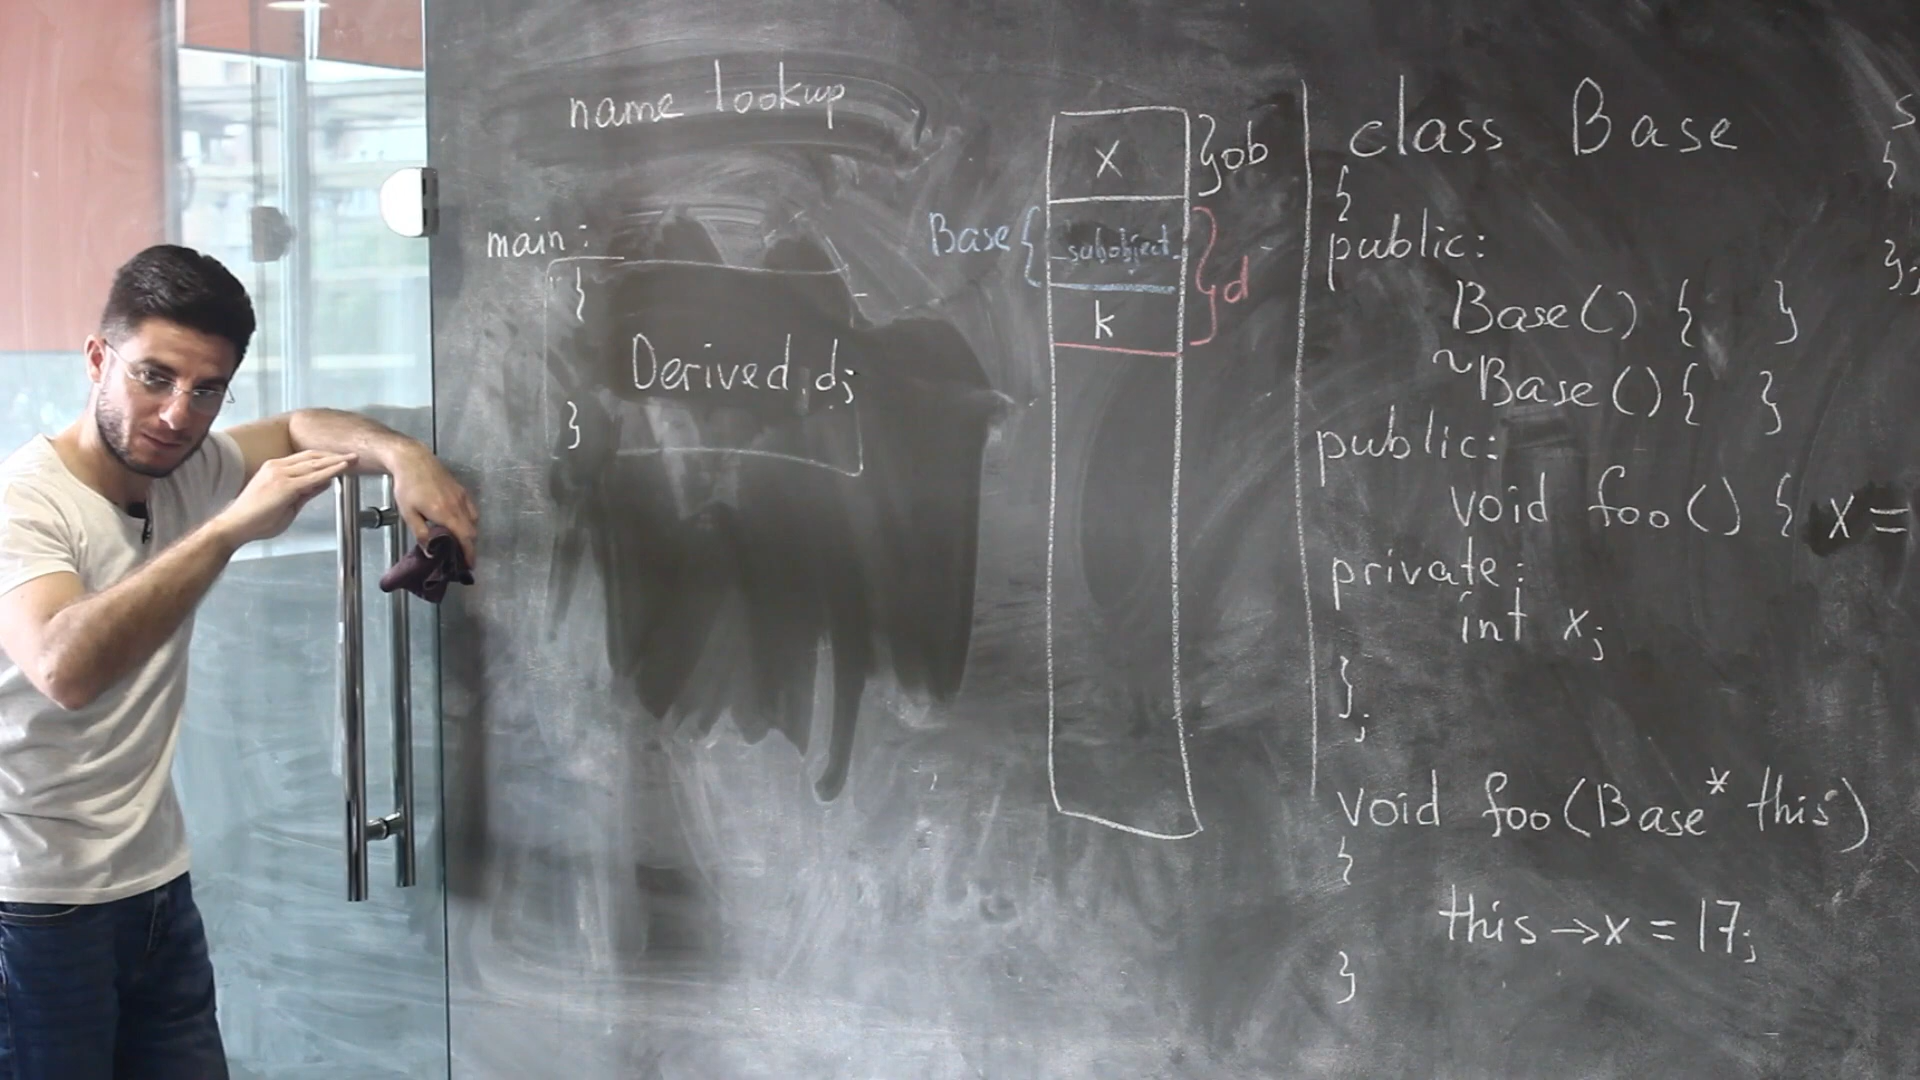 name lookup
main:
{
Derived d;
}
x } ob
Base { subobject } d
k
class Base
{
public:
Base() { }
~Base() { }
public:
void foo() { x =
private:
int x;
};
void foo(Base* this)
{
this→x = 17;
}
s
{
};